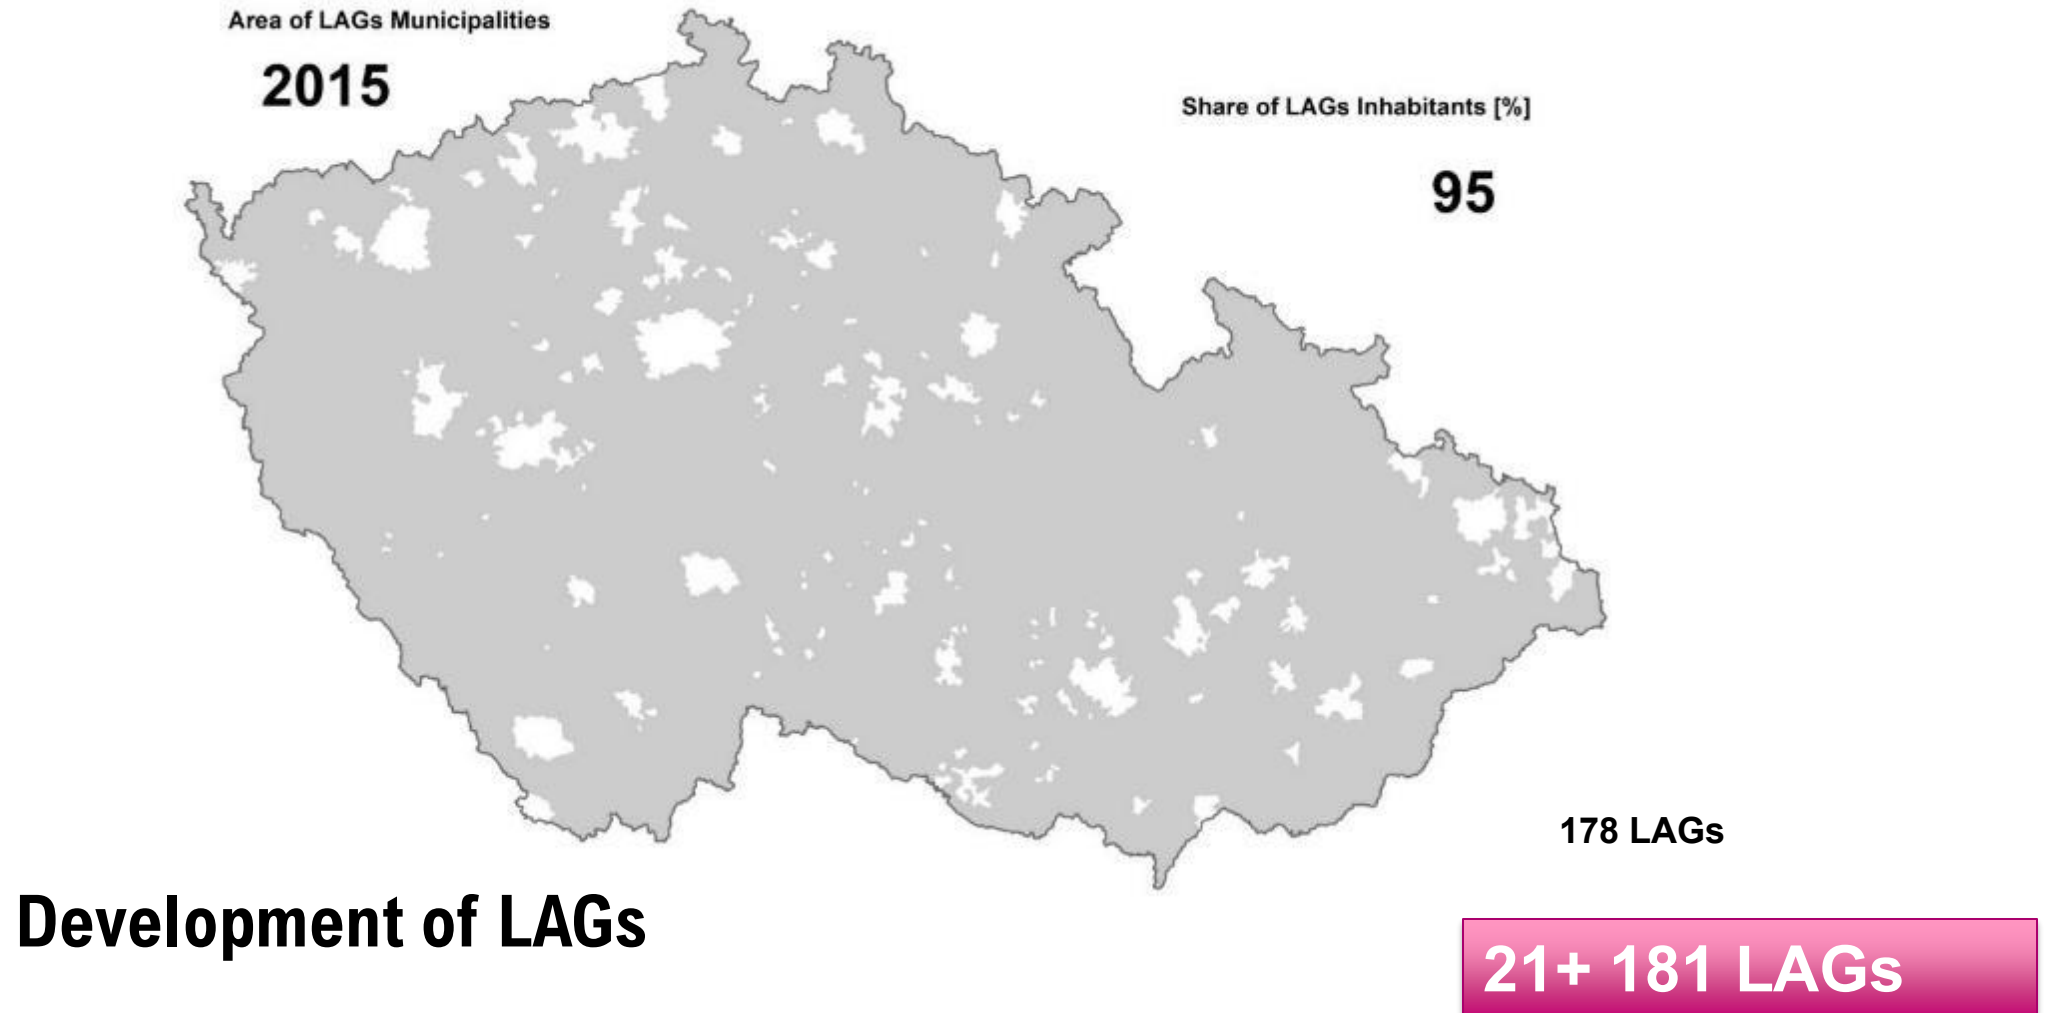 Area of LAGs Municipalities
2015
Share of LAGs Inhabitants [%]
95
178 LAGs
Development of LAGs
21+ 181 LAGs